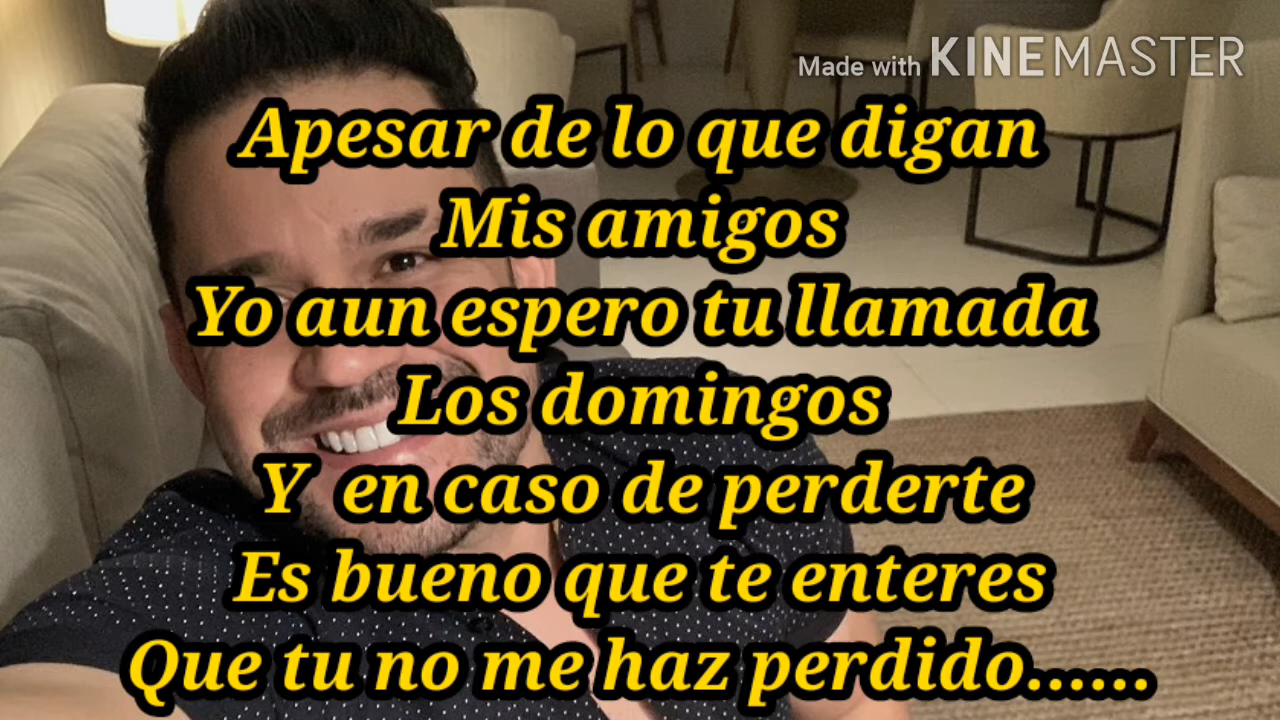 Made with KINEMASTER
Apesar de lo que digan
Mis amigos
Yo aun espero tu llamada
Los domingos
Y en caso de perderte
Es bueno que te enteres
Que tu no me haz perdido......